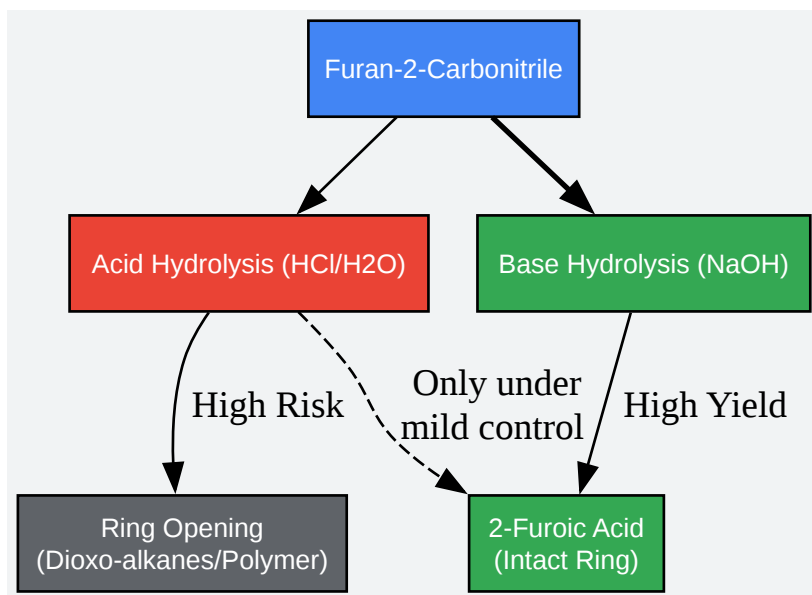 Furan-2-Carbonitrile
Acid Hydrolysis (HCl/H2O)
Base Hydrolysis (NaOH)
High Risk
Only under
mild control
High Yield
Ring Opening
(Dioxo-alkanes/Polymer)
2-Furoic Acid
(Intact Ring)